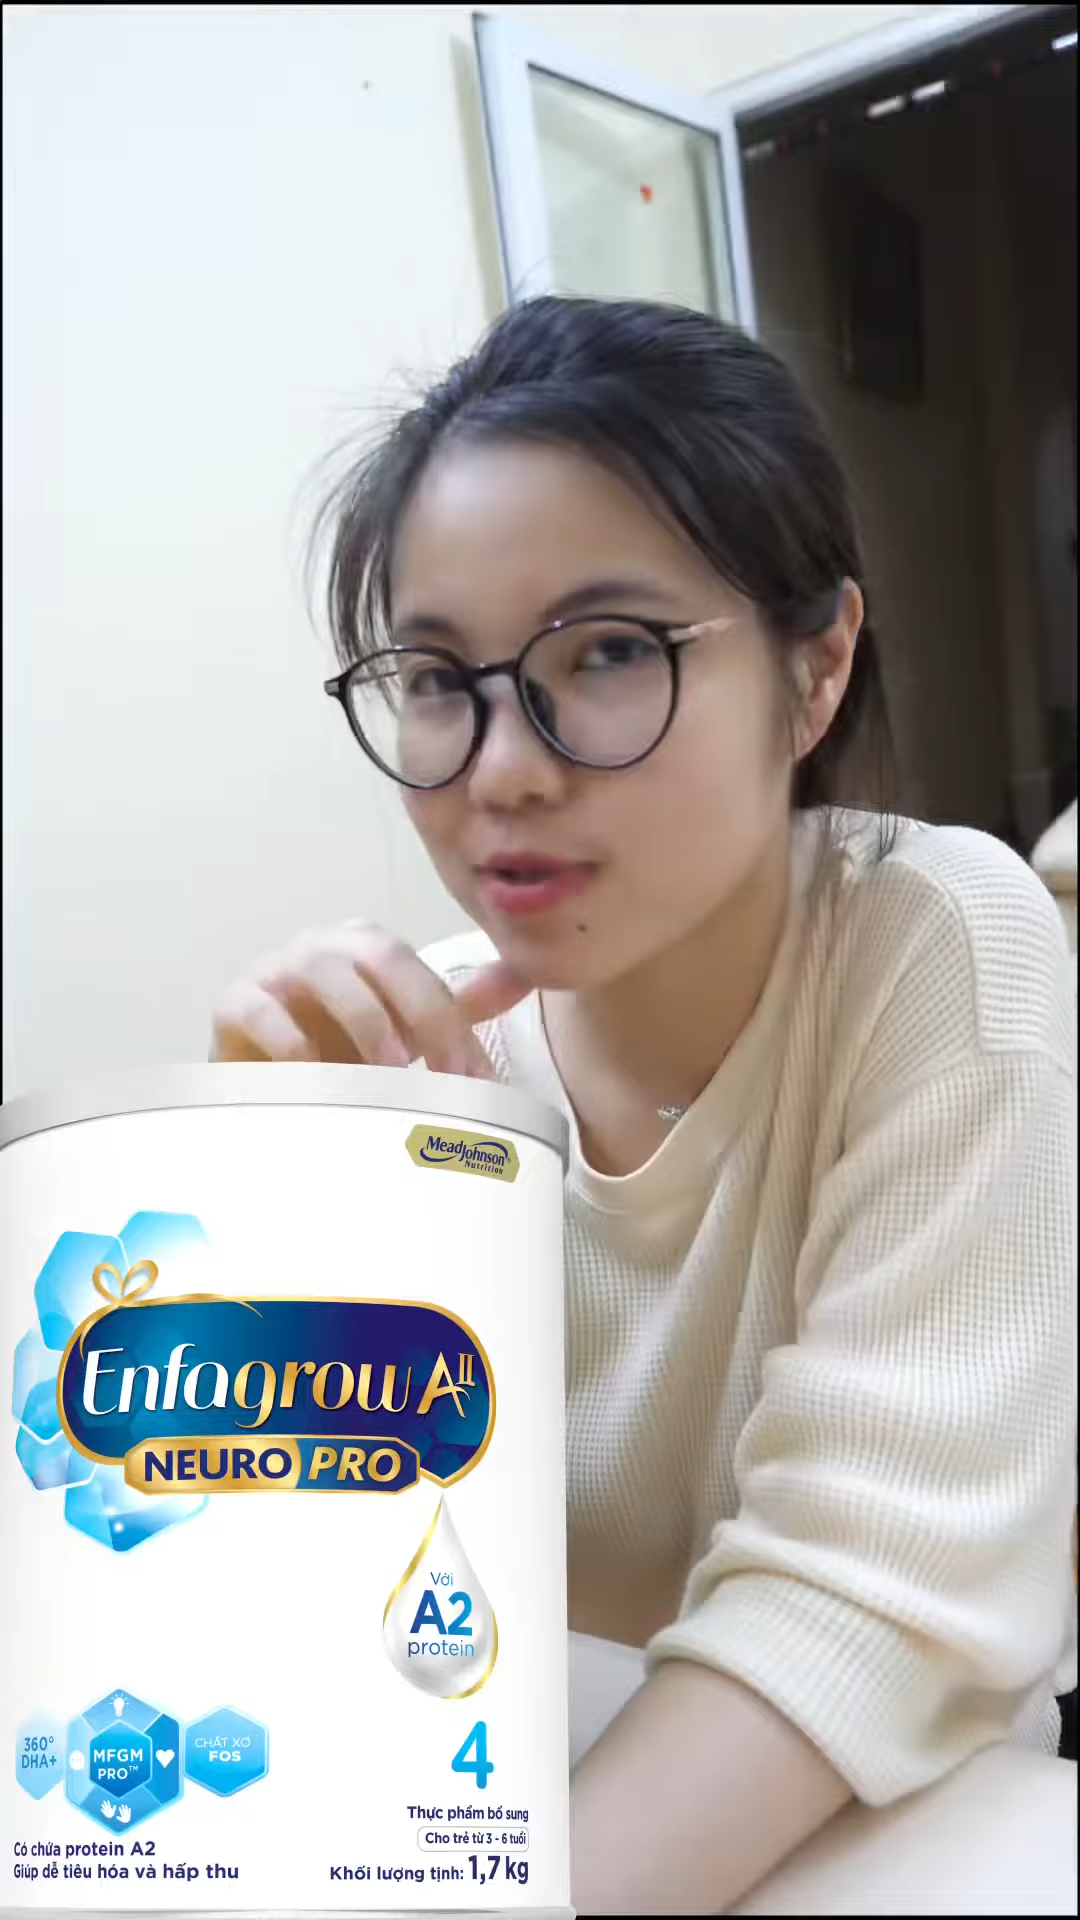 MeadJohnson
Nutrition
Enfagrow AII
NEURO PRO
Với
A2
protein
360°
DHA+
MFGM
PRO™
CHẤT XƠ
FOS
4
Thực phẩm bổ sung
Cho trẻ từ 3 - 6 tuổi
Có chứa protein A2
Giúp dễ tiêu hóa và hấp thu
Khối lượng tịnh: 1,7 kg